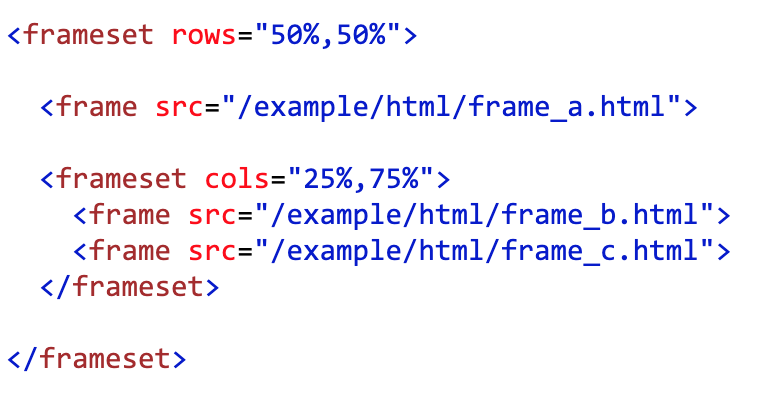 <frameset rows="50%,50%">
<frame src="/example/html/frame_a.html">
<frameset cols="25%,75%">
<frame src="/example/html/frame_b.html">
<frame src="/example/html/frame_c.html">
</frameset>
</frameset>